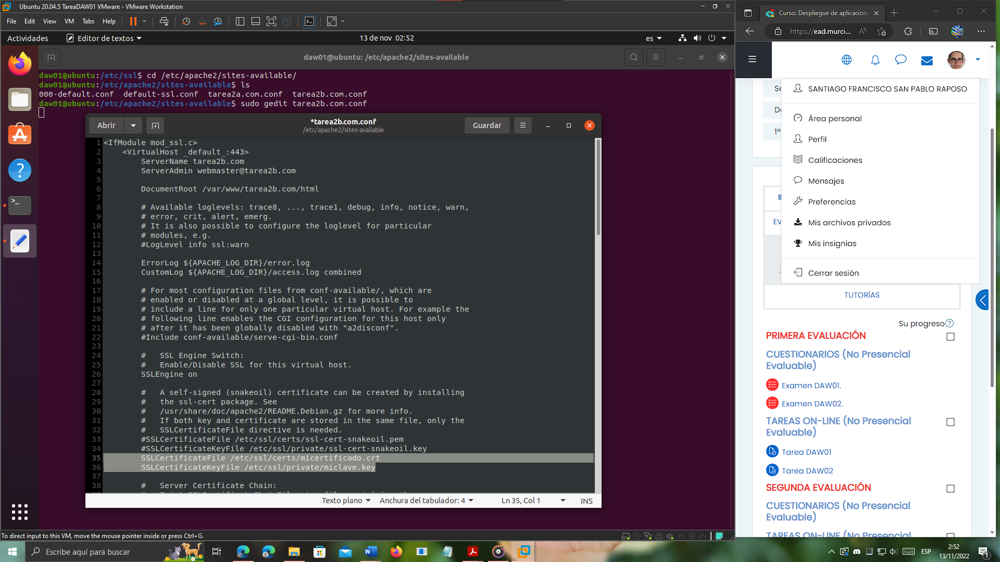 Ubuntu 20.04.5 TareaDAW01 VMware - VMware Workstation
File Edit View VM Tabs Help
Actividades
Editor de textos
13 de nov 02:52
es
daw01@ubuntu: /etc/apache2/sites-available
daw01@ubuntu:/etc/ssl$ cd /etc/apache2/sites-available/
daw01@ubuntu:/etc/apache2/sites-available$ ls
000-default.conf default-ssl.conf tarea2a.com.conf tarea2b.com.conf
daw01@ubuntu:/etc/apache2/sites-available$ sudo gedit tarea2b.com.conf
Abrir
*tarea2b.com.conf
/etc/apache2/sites-available
Guardar
1 <IfModule mod_ssl.c>
2 <VirtualHost _default_:443>
3 ServerName tarea2b.com
4 ServerAdmin webmaster@tarea2b.com
5
6 DocumentRoot /var/www/tarea2b.com/html
7
8 # Available loglevels: trace8, ..., trace1, debug, info, notice, warn,
9 # error, crit, alert, emerg.
10 # It is also possible to configure the loglevel for particular
11 # modules, e.g.
12 #LogLevel info ssl:warn
13
14 ErrorLog ${APACHE_LOG_DIR}/error.log
15 CustomLog ${APACHE_LOG_DIR}/access.log combined
16
17 # For most configuration files from conf-available/, which are
18 # enabled or disabled at a global level, it is possible to
19 # include a line for only one particular virtual host. For example the
20 # following line enables the CGI configuration for this host only
21 # after it has been globally disabled with "a2disconf".
22 #Include conf-available/serve-cgi-bin.conf
23
24 # SSL Engine Switch:
25 # Enable/Disable SSL for this virtual host.
26 SSLEngine on
27
28 # A self-signed (snakeoil) certificate can be created by installing
29 # the ssl-cert package. See
30 # /usr/share/doc/apache2/README.Debian.gz for more info.
31 # If both key and certificate are stored in the same file, only the
32 # SSLCertificateFile directive is needed.
33 #SSLCertificateFile /etc/ssl/certs/ssl-cert-snakeoil.pem
34 #SSLCertificateKeyFile /etc/ssl/private/ssl-cert-snakeoil.key
35 SSLCertificateFile /etc/ssl/certs/micertificado.crt
36 SSLCertificateKeyFile /etc/ssl/private/miclave.key
37
38 # Server Certificate Chain:
Texto plano
Anchura del tabulador: 4
Ln 35, Col 1
INS
To direct input to this VM, move the mouse pointer inside or press Ctrl+G.
Curso: Despliegue de aplicacione
https://ead.murci...
SANTIAGO FRANCISCO SAN PABLO RAPOSO
Área personal
Perfil
Calificaciones
Mensajes
Preferencias
Mis archivos privados
Mis insignias
Cerrar sesión
1ª
EV
TUTORÍAS
Su progreso
PRIMERA EVALUACIÓN
CUESTIONARIOS (No Presencial
Evaluable)
Examen DAW01.
Examen DAW02.
TAREAS ON-LINE (No Presencial
Evaluable)
Tarea DAW01
Tarea DAW02
SEGUNDA EVALUACIÓN
CUESTIONARIOS (No Presencial
Evaluable)
TAREAS ON-LINE (No Presencial
Escribe aquí para buscar
ESP
2:52
13/11/2022
1